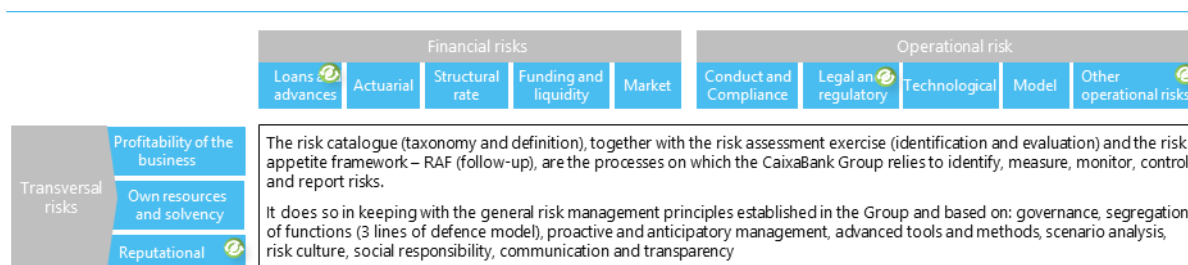 Financial risks
Operational risk
Loans
advances
Actuarial
Structural
rate
Funding and
liquidity
Market
Conduct and
Compliance
Legal an
regulatory
Technological
Model
Other
operational risks
Transversal
risks
Profitability of the
business
Own resources
and solvency
Reputational
The risk catalogue (taxonomy and definition), together with the risk assessment exercise (identification and evaluation) and the risk
appetite framework – RAF (follow-up), are the processes on which the CaixaBank Group relies to identify, measure, monitor, control
and report risks.
It does so in keeping with the general risk management principles established in the Group and based on: governance, segregation
of functions (3 lines of defence model), proactive and anticipatory management, advanced tools and methods, scenario analysis,
risk culture, social responsibility, communication and transparency